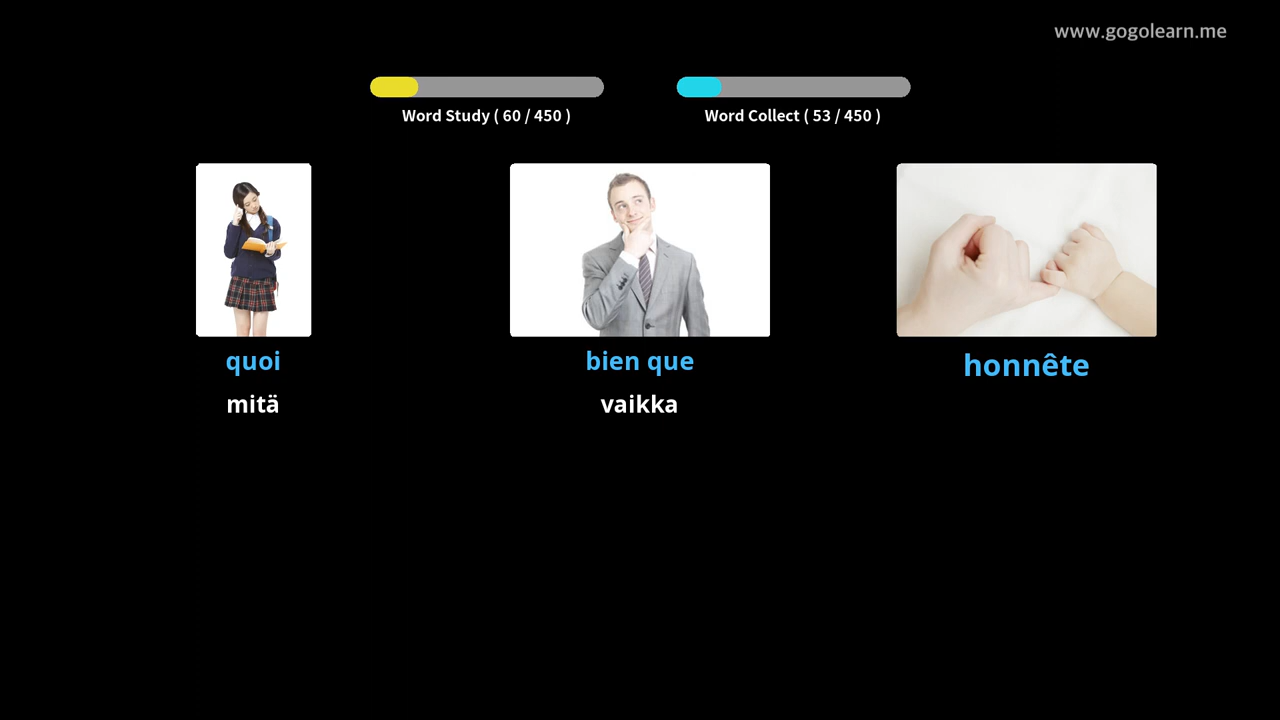 www.gogolearn.me
Word Study ( 60 / 450 )
Word Collect ( 53 / 450 )
quoi
mitä
bien que
vaikka
honnête